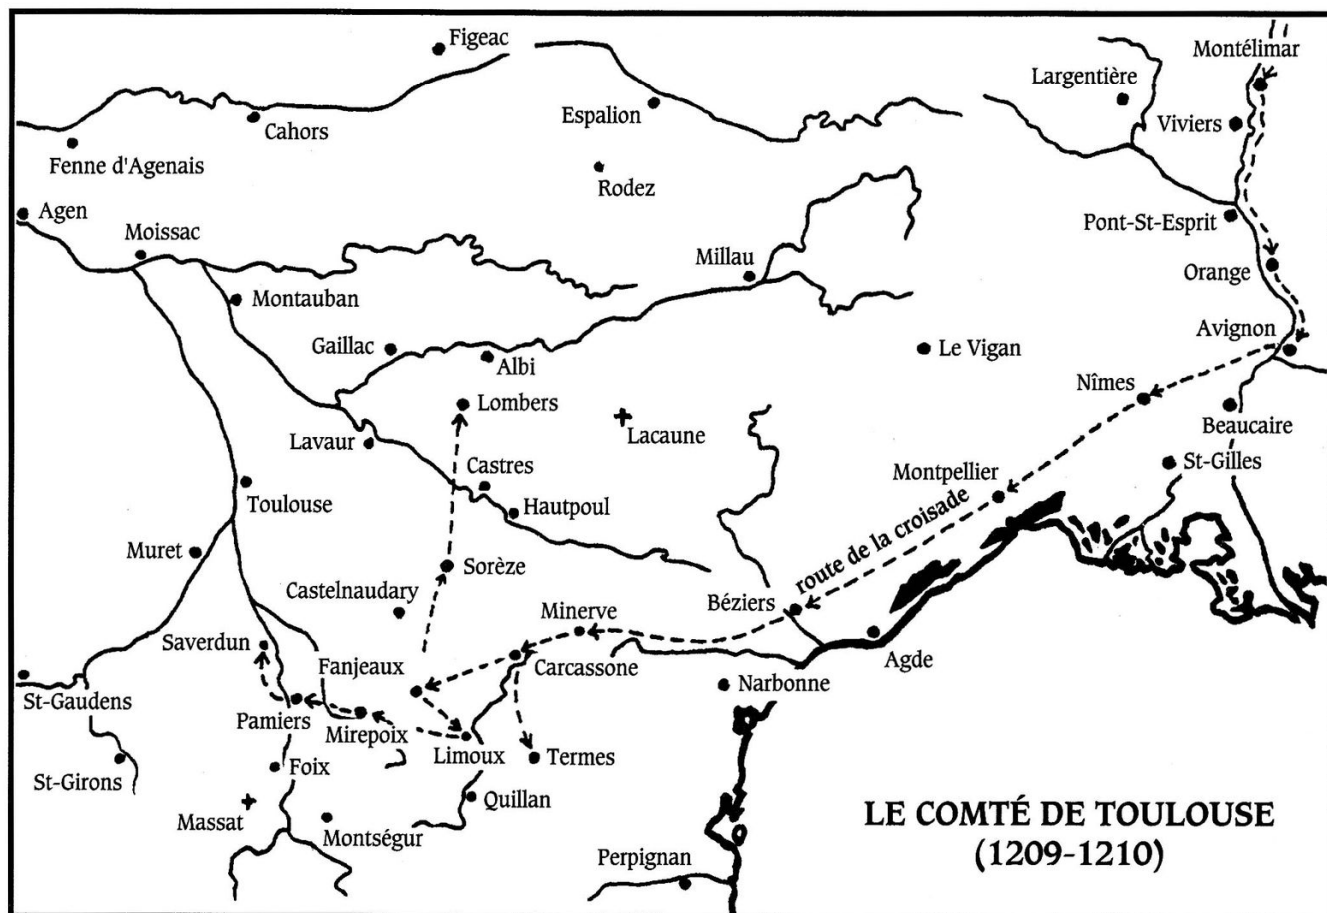 Figeac
Montélimar
Largentière
Espalion
Viviers
Cahors
Fenne d'Agenais
Rodez
Agen
Pont-St-Esprit
Moissac
Millau
Orange
Montauban
Avignon
Gaillac
Le Vigan
Albi
Nîmes
Lombers
Beaucaire
Lacaune
Lavaur
St-Gilles
Castres
Montpellier
Toulouse
Hautpoul
route de la croisade
Muret
Sorèze
Castelnaudary
Béziers
Minerve
Saverdun
Agde
Fanjeaux
Carcassone
Narbonne
St-Gaudens
Pamiers
Mirepoix
Limoux
Termes
Foix
St-Girons
Quillan
Massat
Montségur
LE COMTÉ DE TOULOUSE
(1209-1210)
Perpignan